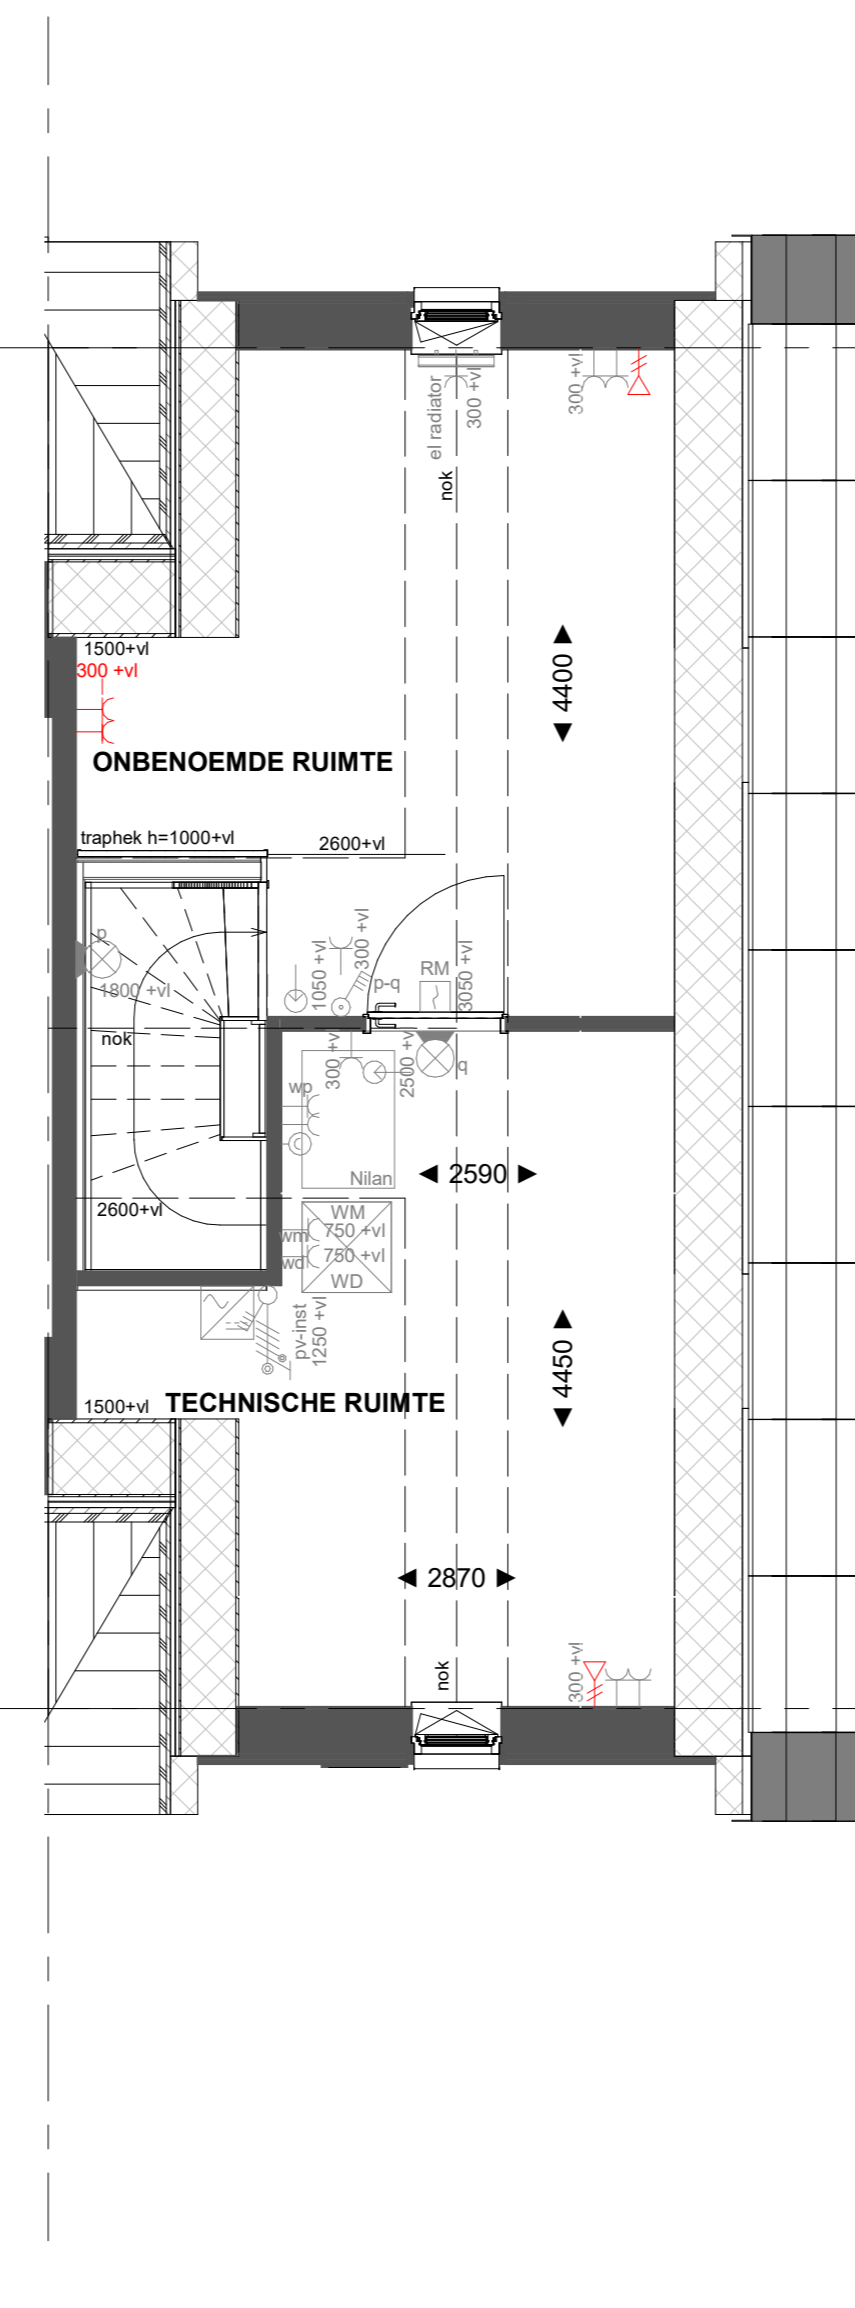 el radiator
300 +vl
300 +vl
nok
1500+vl
300 +vl
4400
ONBENOEMDE RUIMTE
traphek h=1000+vl
2600+vl
p
1800 +vl
nok
1050 +vl
300 +vl
p-q
RM
3050 +vl
300 +vl
2500 +vl
q
wp
Nilan
2590
2600+vl
WM
wm
750 +vl
wd
750 +vl
WD
pv-inst
1250 +vl
4450
1500+vl
TECHNISCHE RUIMTE
2870
nok
300 +vl